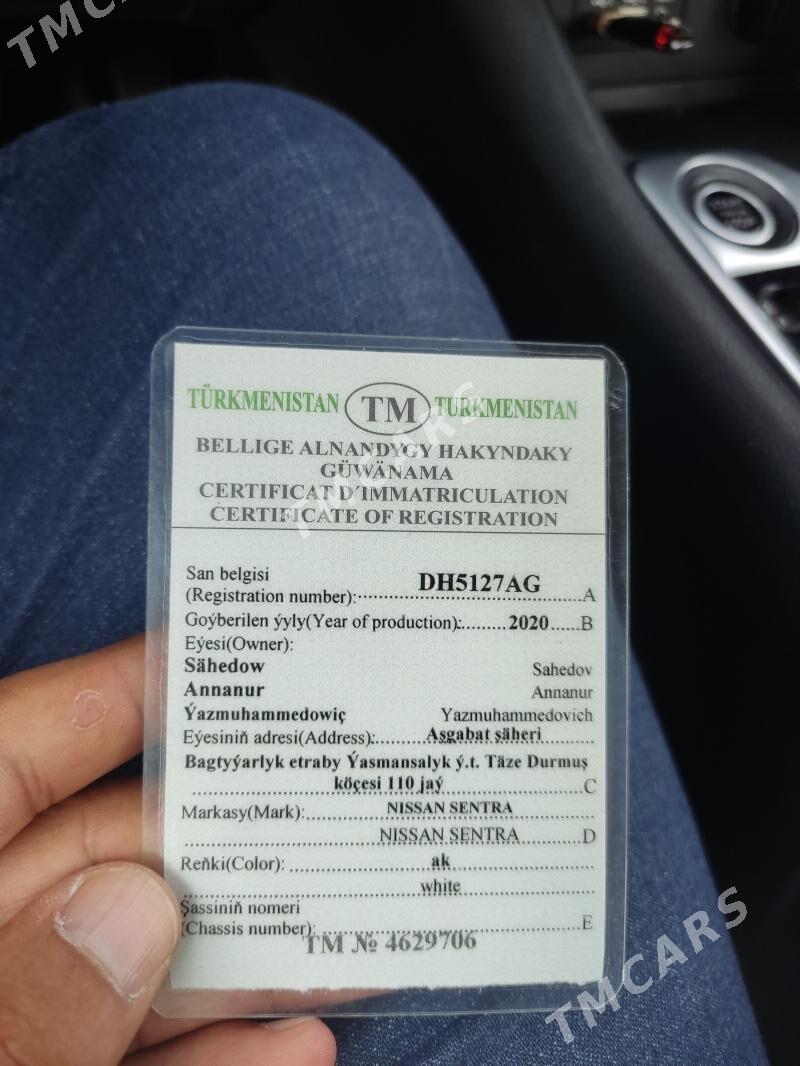 TMCARS
TÜRKMENISTAN TM TURKMENISTAN
BELLIGE ALNANDYGY HAKYNDAKY
GÜWÄNAMA
CERTIFICAT D'IMMATRICULATION
CERTIFICATE OF REGISTRATION
TMCARS
San belgisi
(Registration number): DH5127AG A
Goýberilen ýyly(Year of production): 2020 B
Eýesi(Owner):
Sähedow Sahedov
Annanur Annanur
Ýazmuhammedowiç Yazmuhammedovich
Eýesiniň adresi(Address): Aşgabat şäheri
Bagtyýarlyk etraby Ýasmansalyk ý.t. Täze Durmuş
köçesi 110 jaý C
Markasy(Mark): NISSAN SENTRA
NISSAN SENTRA D
Reňki(Color): ak
white
Şassiniň nomeri
(Chassis number): E
TM № 4629706
TMCARS